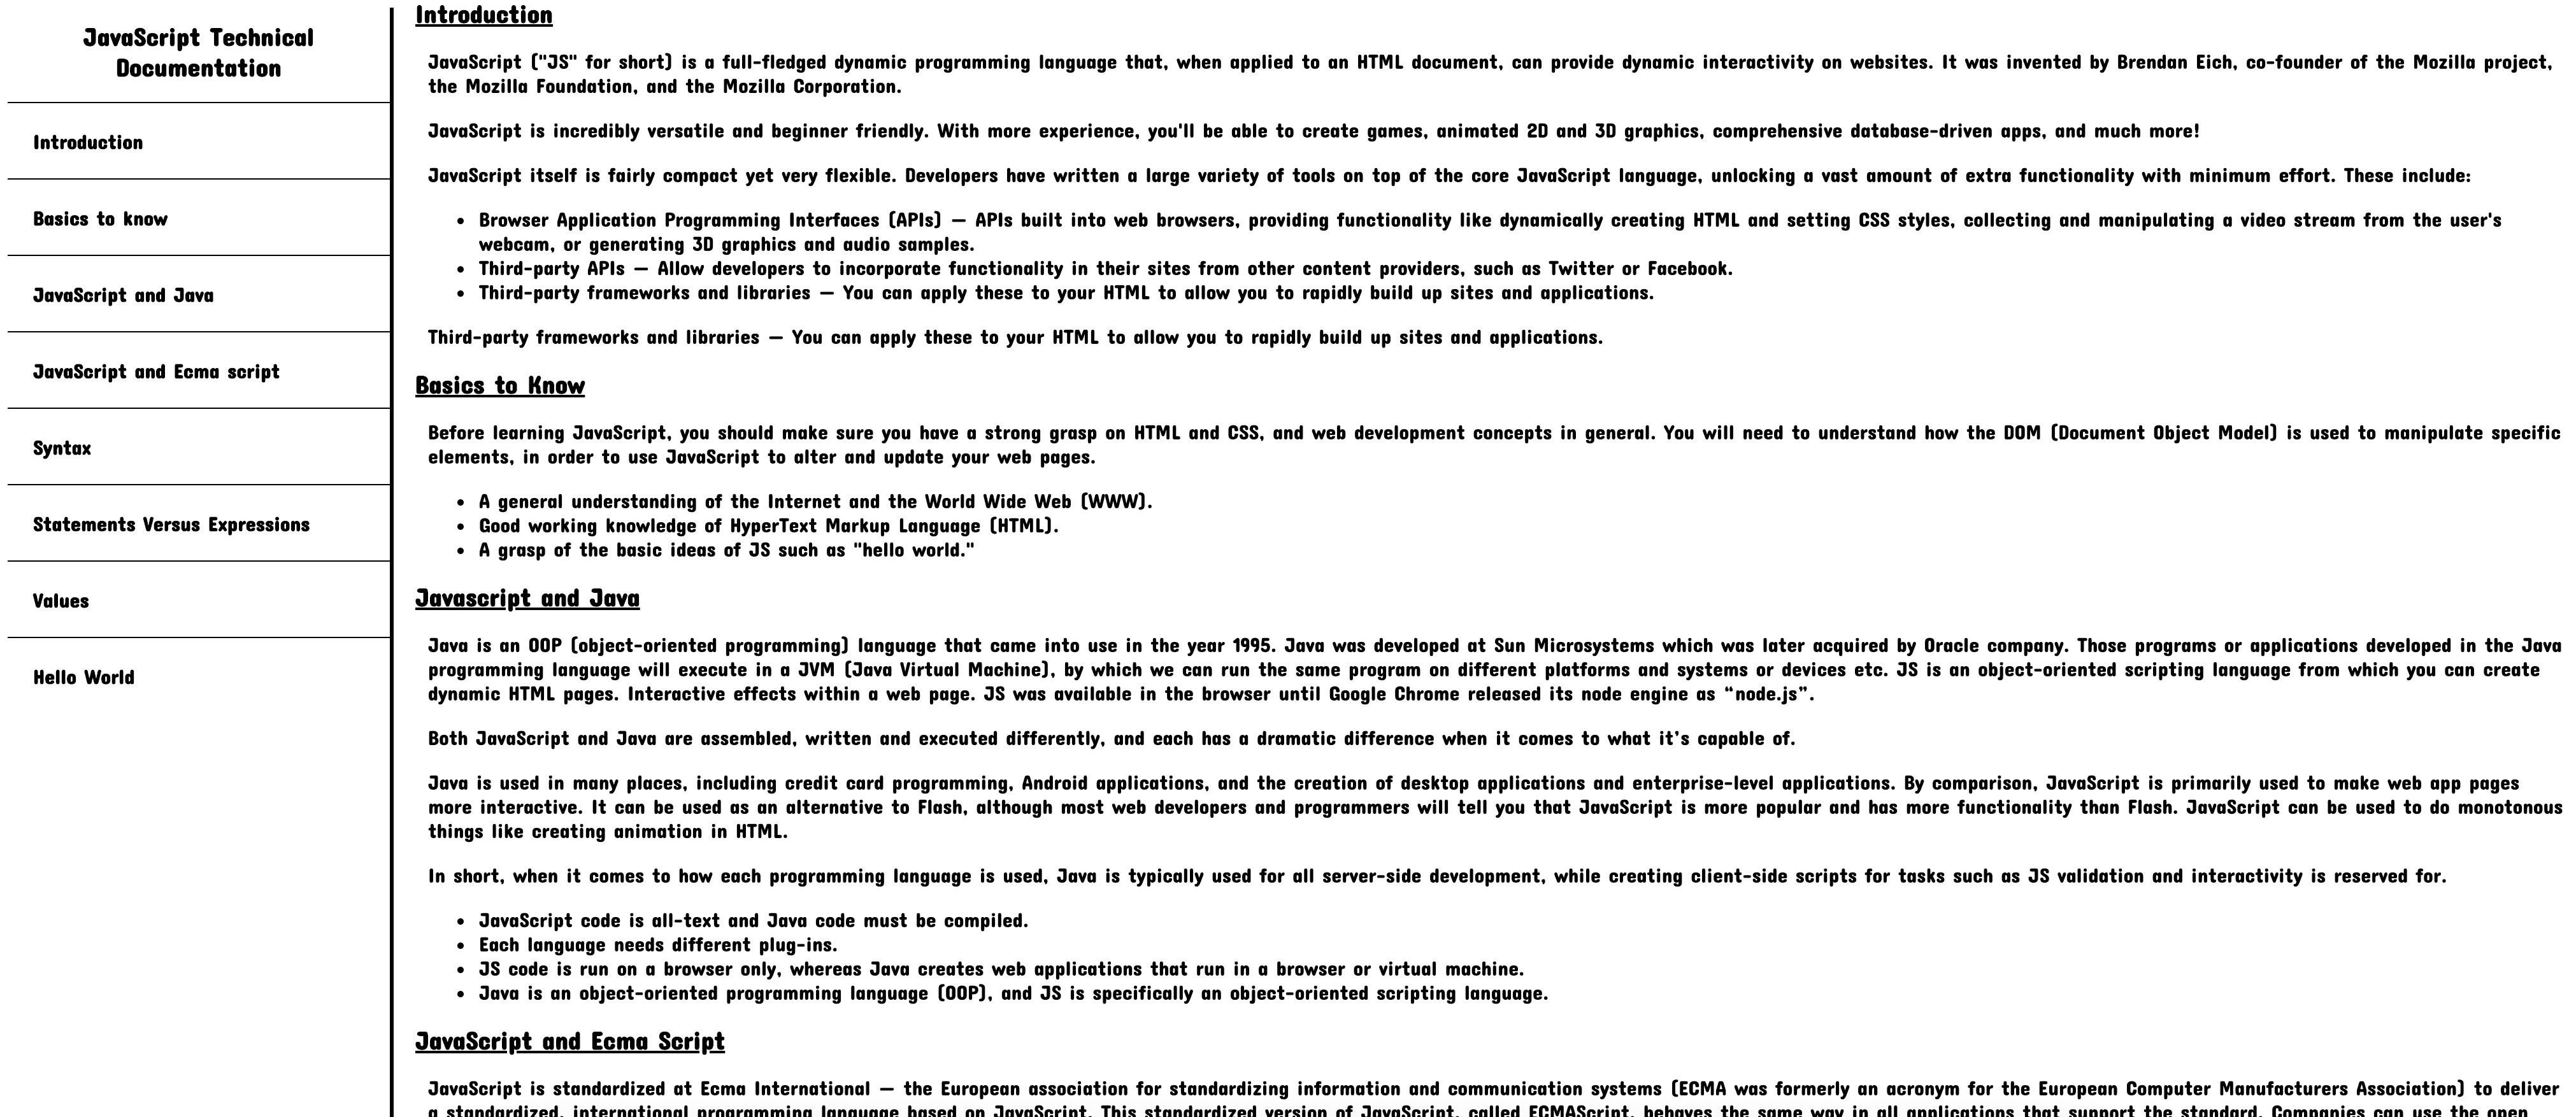 JavaScript Technical
Documentation
Introduction
Basics to know
JavaScript and Java
JavaScript and Ecma script
Syntax
Statements Versus Expressions
Values
Hello World
Introduction
JavaScript ("JS" for short) is a full-fledged dynamic programming language that, when applied to an HTML document, can provide dynamic interactivity on websites. It was invented by Brendan Eich, co-founder of the Mozilla project,
the Mozilla Foundation, and the Mozilla Corporation.
JavaScript is incredibly versatile and beginner friendly. With more experience, you'll be able to create games, animated 2D and 3D graphics, comprehensive database-driven apps, and much more!
JavaScript itself is fairly compact yet very flexible. Developers have written a large variety of tools on top of the core JavaScript language, unlocking a vast amount of extra functionality with minimum effort. These include:
• Browser Application Programming Interfaces (APIs) — APIs built into web browsers, providing functionality like dynamically creating HTML and setting CSS styles, collecting and manipulating a video stream from the user's
webcam, or generating 3D graphics and audio samples.
• Third-party APIs — Allow developers to incorporate functionality in their sites from other content providers, such as Twitter or Facebook.
• Third-party frameworks and libraries — You can apply these to your HTML to allow you to rapidly build up sites and applications.
Third-party frameworks and libraries — You can apply these to your HTML to allow you to rapidly build up sites and applications.
Basics to Know
Before learning JavaScript, you should make sure you have a strong grasp on HTML and CSS, and web development concepts in general. You will need to understand how the DOM (Document Object Model) is used to manipulate specific
elements, in order to use JavaScript to alter and update your web pages.
• A general understanding of the Internet and the World Wide Web (WWW).
• Good working knowledge of HyperText Markup Language (HTML).
• A grasp of the basic ideas of JS such as "hello world."
Javascript and Java
Java is an OOP (object-oriented programming) language that came into use in the year 1995. Java was developed at Sun Microsystems which was later acquired by Oracle company. Those programs or applications developed in the Java
programming language will execute in a JVM (Java Virtual Machine), by which we can run the same program on different platforms and systems or devices etc. JS is an object-oriented scripting language from which you can create
dynamic HTML pages. Interactive effects within a web page. JS was available in the browser until Google Chrome released its node engine as “node.js”.
Both JavaScript and Java are assembled, written and executed differently, and each has a dramatic difference when it comes to what it’s capable of.
Java is used in many places, including credit card programming, Android applications, and the creation of desktop applications and enterprise-level applications. By comparison, JavaScript is primarily used to make web app pages
more interactive. It can be used as an alternative to Flash, although most web developers and programmers will tell you that JavaScript is more popular and has more functionality than Flash. JavaScript can be used to do monotonous
things like creating animation in HTML.
In short, when it comes to how each programming language is used, Java is typically used for all server-side development, while creating client-side scripts for tasks such as JS validation and interactivity is reserved for.
• JavaScript code is all-text and Java code must be compiled.
• Each language needs different plug-ins.
• JS code is run on a browser only, whereas Java creates web applications that run in a browser or virtual machine.
• Java is an object-oriented programming language (OOP), and JS is specifically an object-oriented scripting language.
JavaScript and Ecma Script
JavaScript is standardized at Ecma International — the European association for standardizing information and communication systems (ECMA was formerly an acronym for the European Computer Manufacturers Association) to deliver
a standardized, international programming language based on JavaScript. This standardized version of JavaScript, called ECMAScript, behaves the same way in all applications that support the standard. Companies can use the open